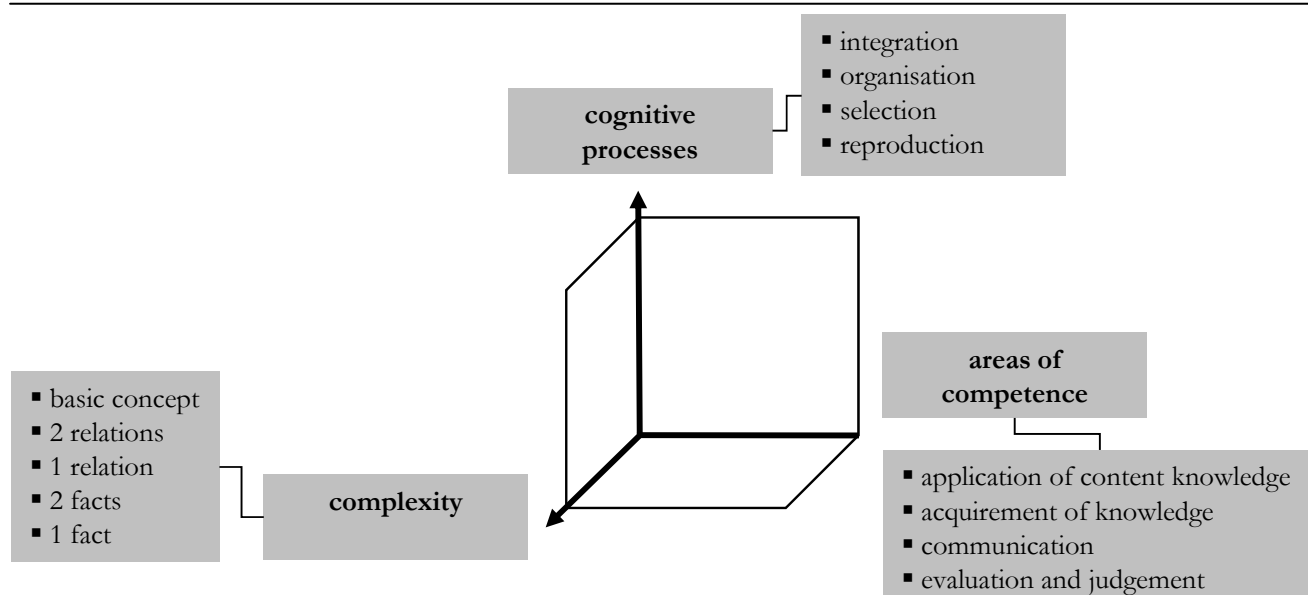 ▪ integration
▪ organisation
▪ selection
▪ reproduction
cognitive
processes
areas of
competence
▪ basic concept
▪ 2 relations
▪ 1 relation
▪ 2 facts
▪ 1 fact
complexity
▪ application of content knowledge
▪ acquirement of knowledge
▪ communication
▪ evaluation and judgement